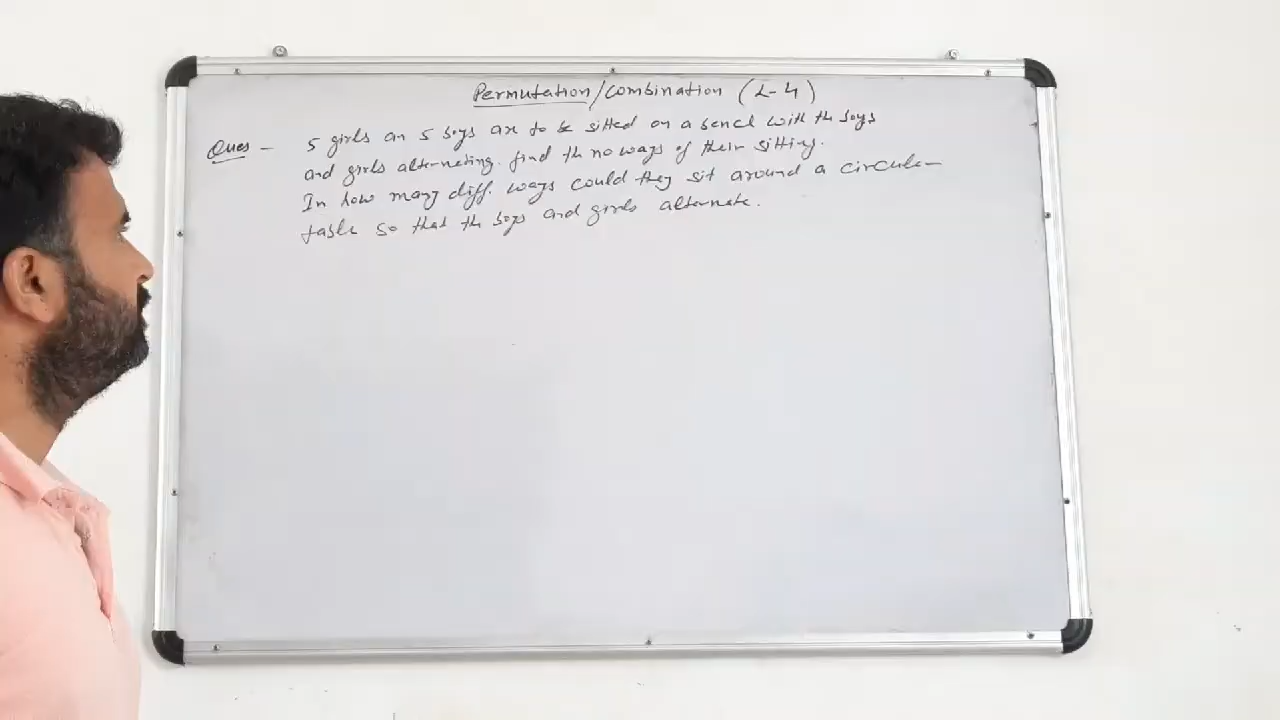 Permutation/Combination (L-4)
Ques - 5 girls an 5 boys are to be sitted on a bench with the boys
and girls alternating. find the no ways of their sitting.
In how many diff. ways could they sit around a circular
table so that the boys and girls alternate.